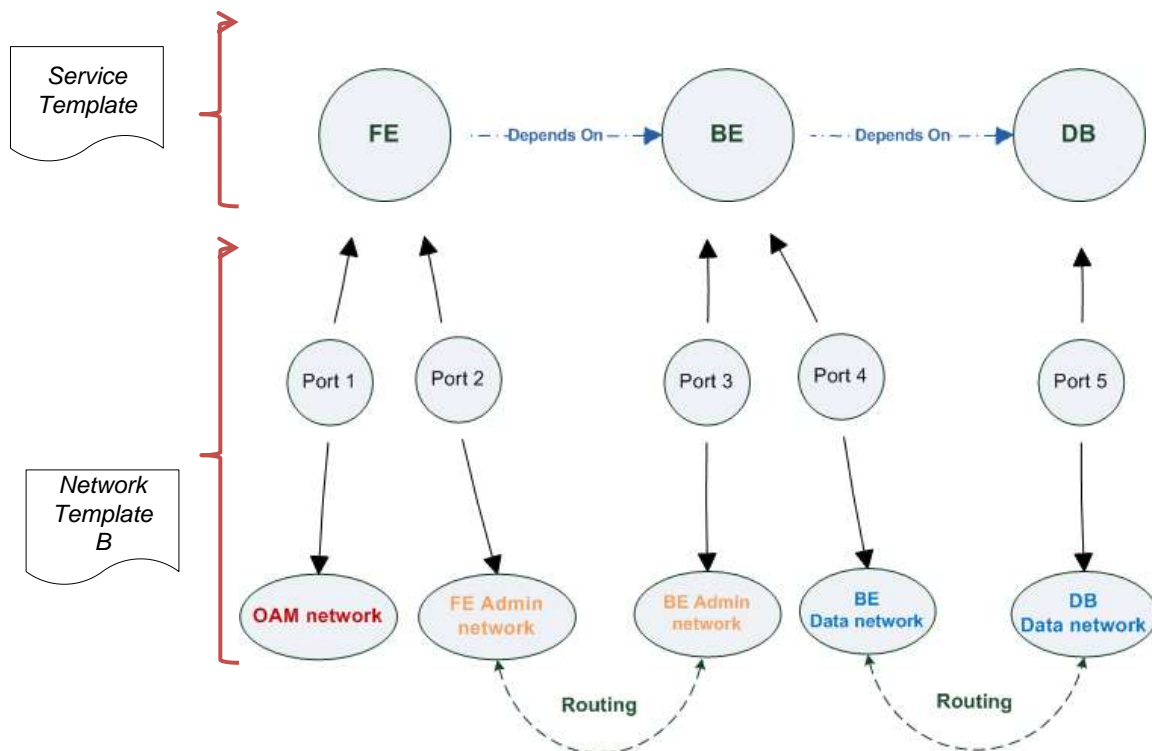 Service
Template
FE
Depends On
BE
Depends On
DB
Port 1
Port 2
Port 3
Port 4
Port 5
Network
Template
B
OAM network
FE Admin
network
BE Admin
network
BE
Data network
DB
Data network
Routing
Routing